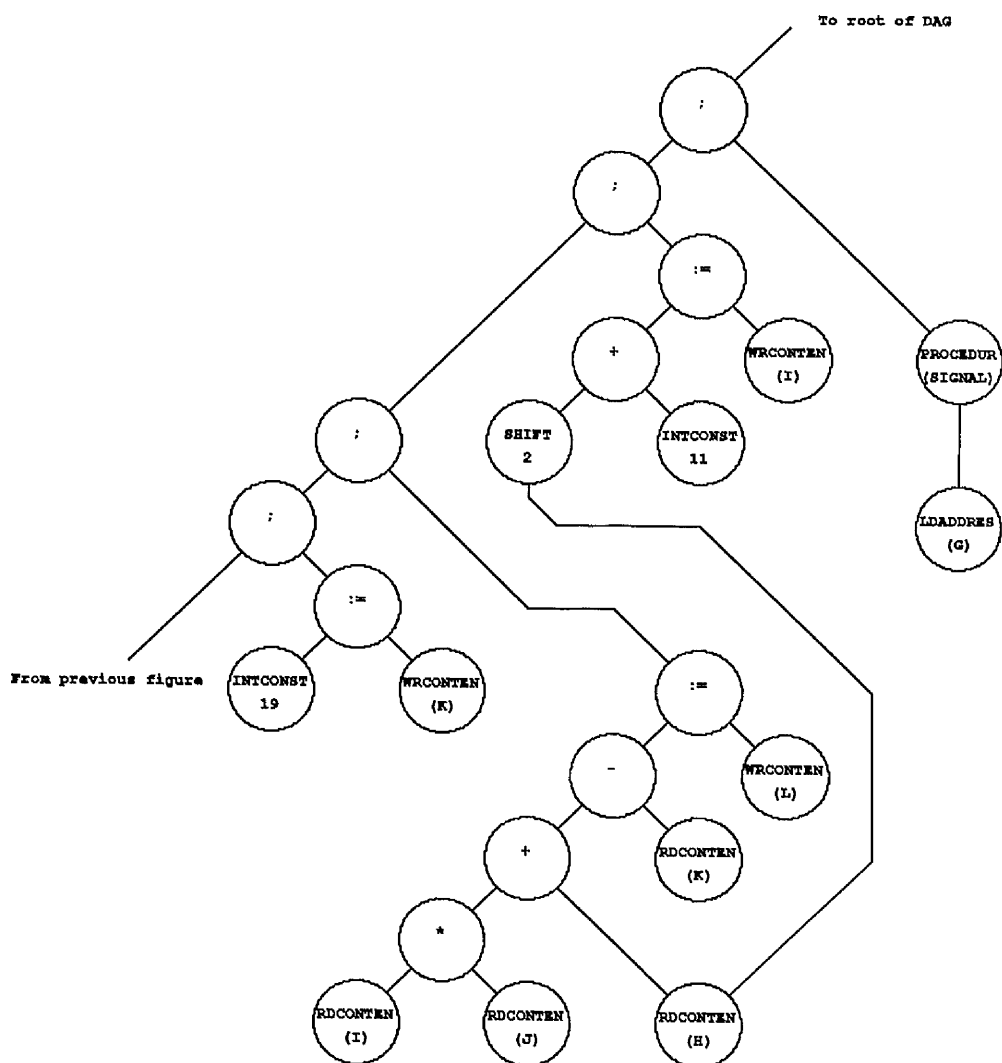 To root of DAG
;
;
:=
+
WRCONTEN
(I)
PROCEDUR
(SIGNAL)
;
SHIFT
2
INTCONST
11
;
LDADDRES
(G)
:=
From previous figure
INTCONST
19
WRCONTEN
(K)
:=
-
WRCONTEN
(L)
+
RDCONTEN
(K)
*
RDCONTEN
(I)
RDCONTEN
(J)
RDCONTEN
(H)